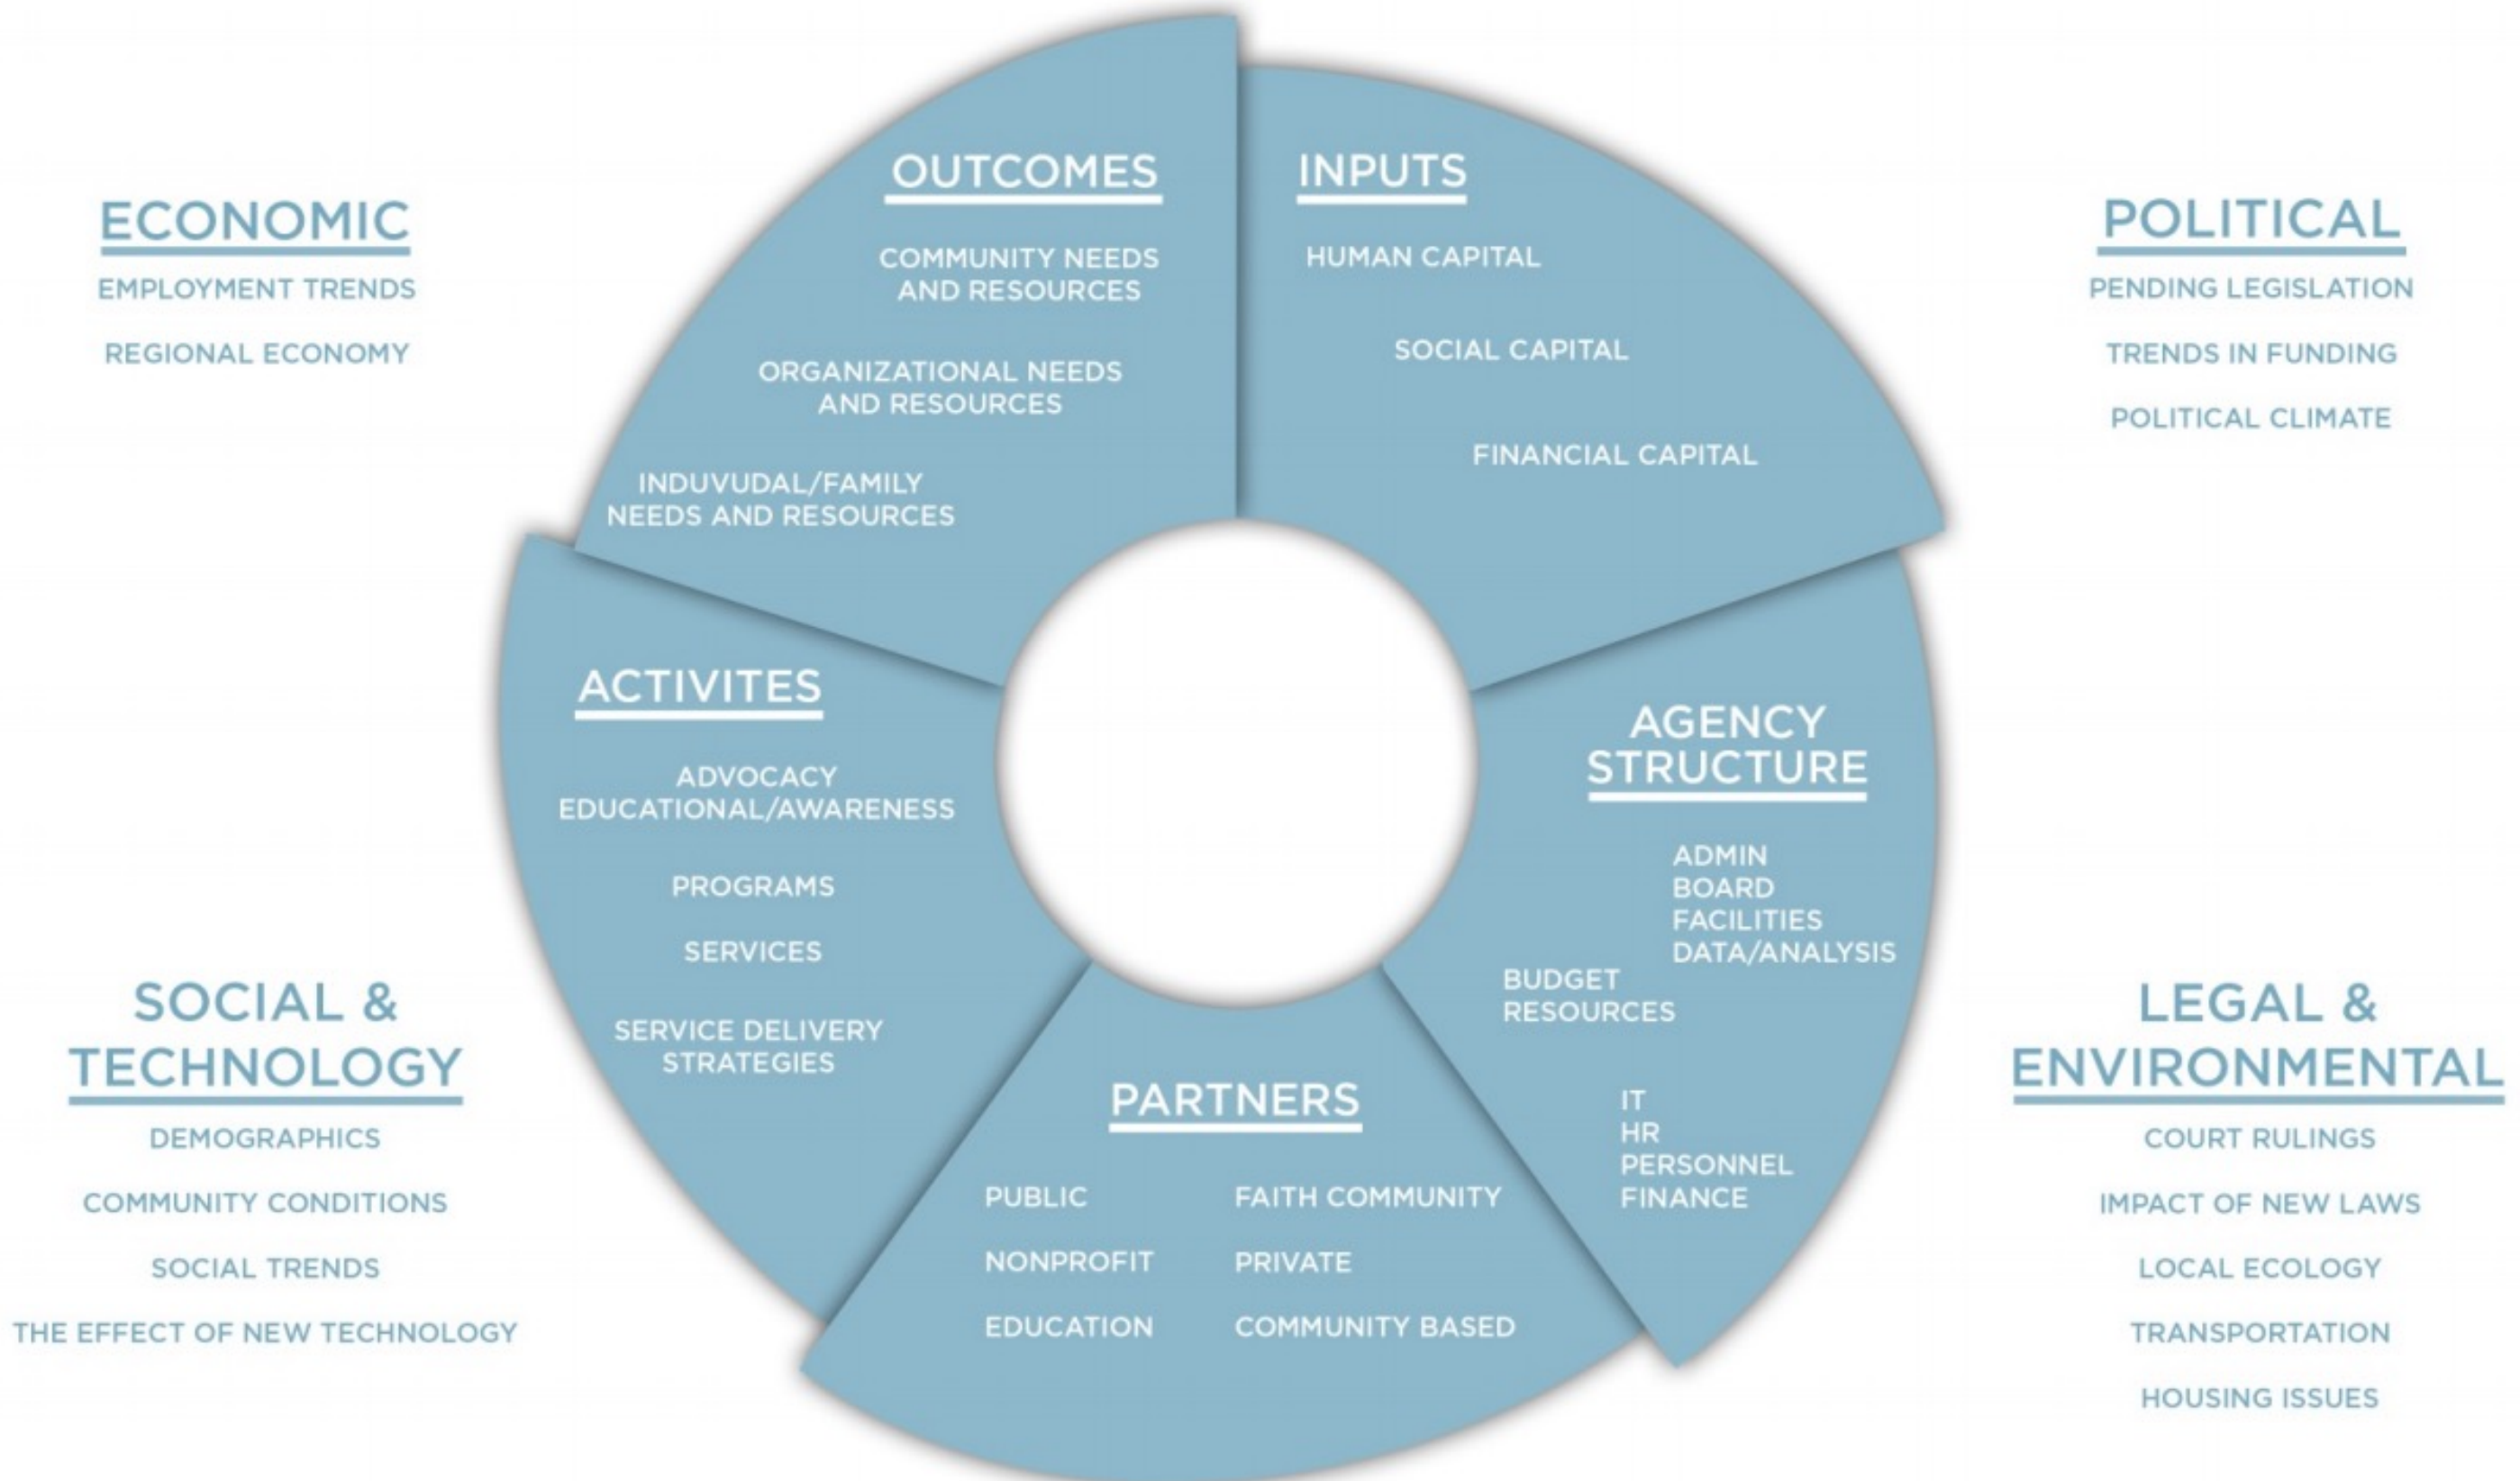 ECONOMIC
EMPLOYMENT TRENDS
REGIONAL ECONOMY
OUTCOMES
COMMUNITY NEEDS
AND RESOURCES
ORGANIZATIONAL NEEDS
AND RESOURCES
INDUVUDAL/FAMILY
NEEDS AND RESOURCES
INPUTS
HUMAN CAPITAL
SOCIAL CAPITAL
FINANCIAL CAPITAL
POLITICAL
PENDING LEGISLATION
TRENDS IN FUNDING
POLITICAL CLIMATE
ACTIVITES
ADVOCACY
EDUCATIONAL/AWARENESS
PROGRAMS
SERVICES
SERVICE DELIVERY
STRATEGIES
AGENCY
STRUCTURE
ADMIN
BOARD
FACILITIES
DATA/ANALYSIS
BUDGET
RESOURCES
IT
HR
PERSONNEL
FINANCE
PARTNERS
PUBLIC
NONPROFIT
EDUCATION
FAITH COMMUNITY
PRIVATE
COMMUNITY BASED
SOCIAL &
TECHNOLOGY
DEMOGRAPHICS
COMMUNITY CONDITIONS
SOCIAL TRENDS
THE EFFECT OF NEW TECHNOLOGY
LEGAL &
ENVIRONMENTAL
COURT RULINGS
IMPACT OF NEW LAWS
LOCAL ECOLOGY
TRANSPORTATION
HOUSING ISSUES